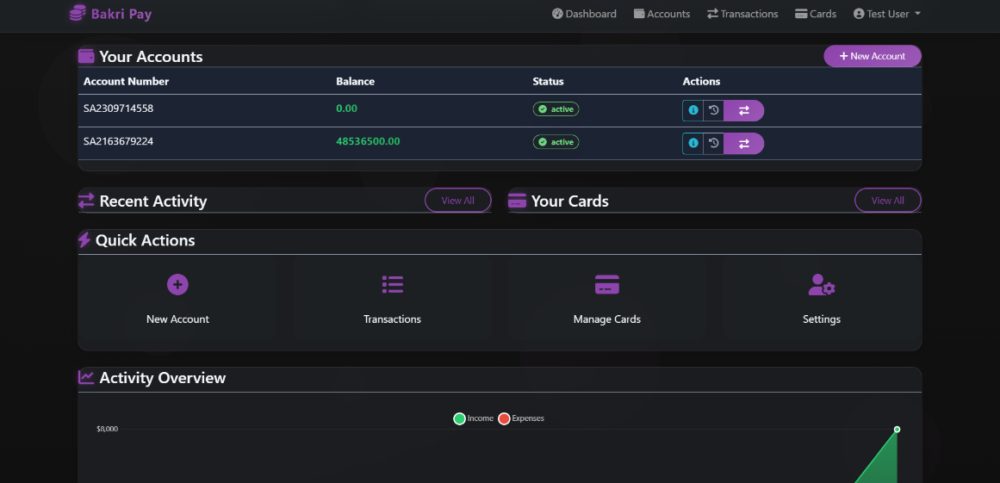 Bakri Pay
Dashboard Accounts Transactions Cards Test User
Your Accounts
New Account
Account Number Balance Status Actions
SA2309714558 0.00 active
SA2163679224 48536500.00 active
Recent Activity
View All
Your Cards
View All
Quick Actions
New Account
Transactions
Manage Cards
Settings
Activity Overview
Income Expenses
$8,000